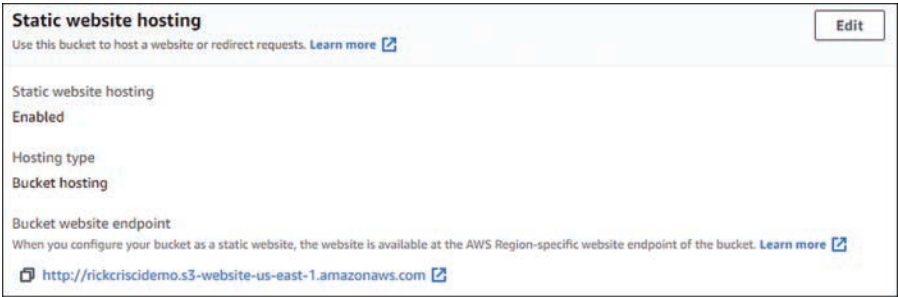 Static website hosting
Edit
Use this bucket to host a website or redirect requests. Learn more
Static website hosting
Enabled
Hosting type
Bucket hosting
Bucket website endpoint
When you configure your bucket as a static website, the website is available at the AWS Region-specific website endpoint of the bucket. Learn more
http://rickcriscidemo.s3-website-us-east-1.amazonaws.com